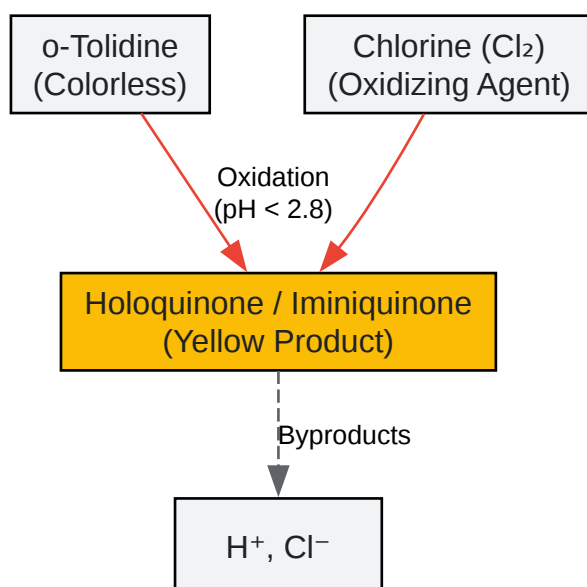 o-Tolidine
(Colorless)
Chlorine (Cl₂)
(Oxidizing Agent)
Oxidation
(pH < 2.8)
Holoquinone / Iminiquinone
(Yellow Product)
Byproducts
H⁺, Cl⁻